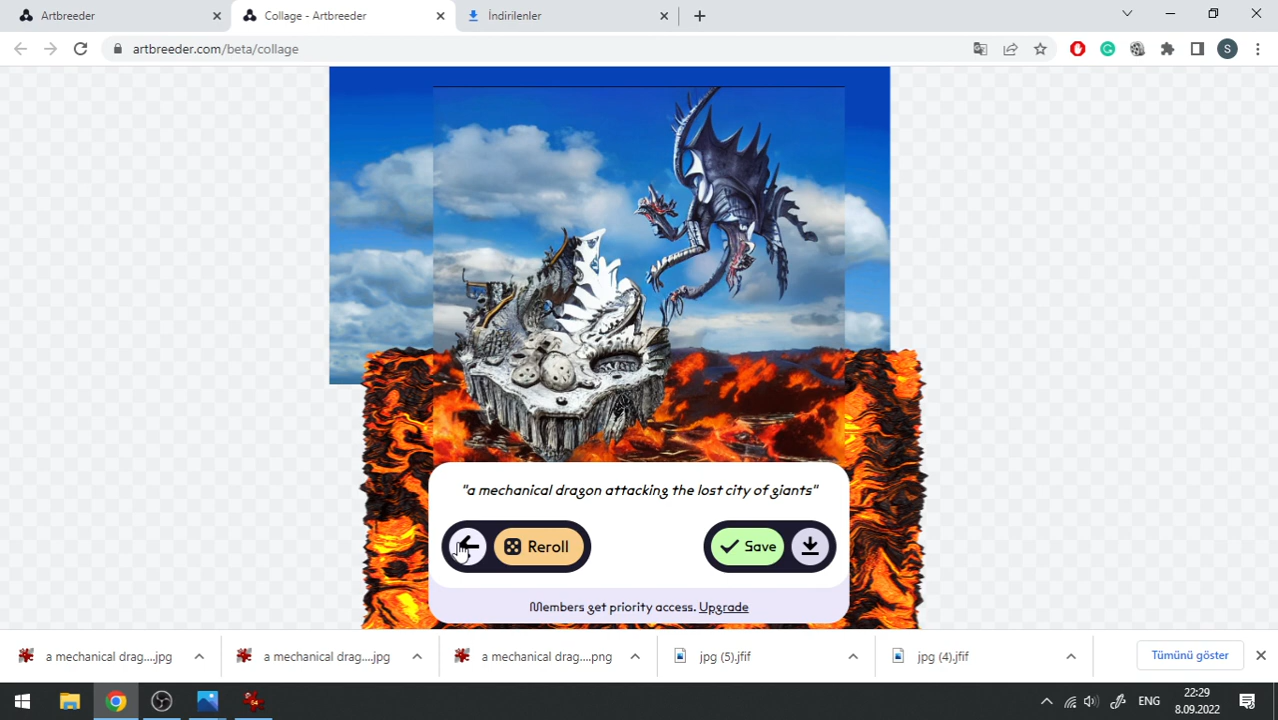 Artbreeder
Collage - Artbreeder
İndirilenler
artbreeder.com/beta/collage
S
"a mechanical dragon attacking the lost city of giants"
Reroll
Save
Members get priority access. Upgrade
a mechanical drag....jpg
a mechanical drag....jpg
a mechanical drag....png
jpg (5).jfif
jpg (4).jfif
Tümünü göster
64
ENG
22:29
8.09.2022